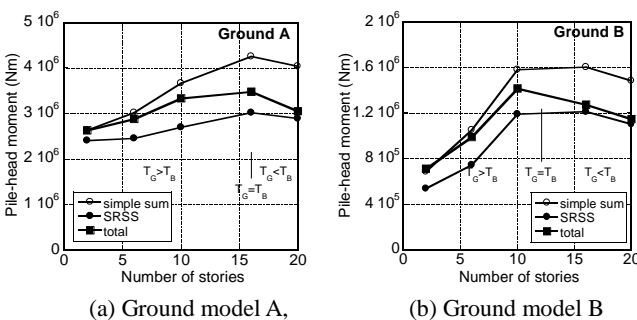 Ground A
Pile-head moment (Nm)
5 10^6
4 10^6
3 10^6
2 10^6
1 10^6
0
T_G>T_B
T_G<T_B
T_G=T_B
simple sum
SRSS
total
0 5 10 15 20
Number of stories
(a) Ground model A,
Ground B
Pile-head moment (Nm)
2 10^6
1.6 10^6
1.2 10^6
8 10^5
4 10^5
0
T_G>T_B
T_G=T_B
T_G<T_B
simple sum
SRSS
total
0 5 10 15 20
Number of stories
(b) Ground model B